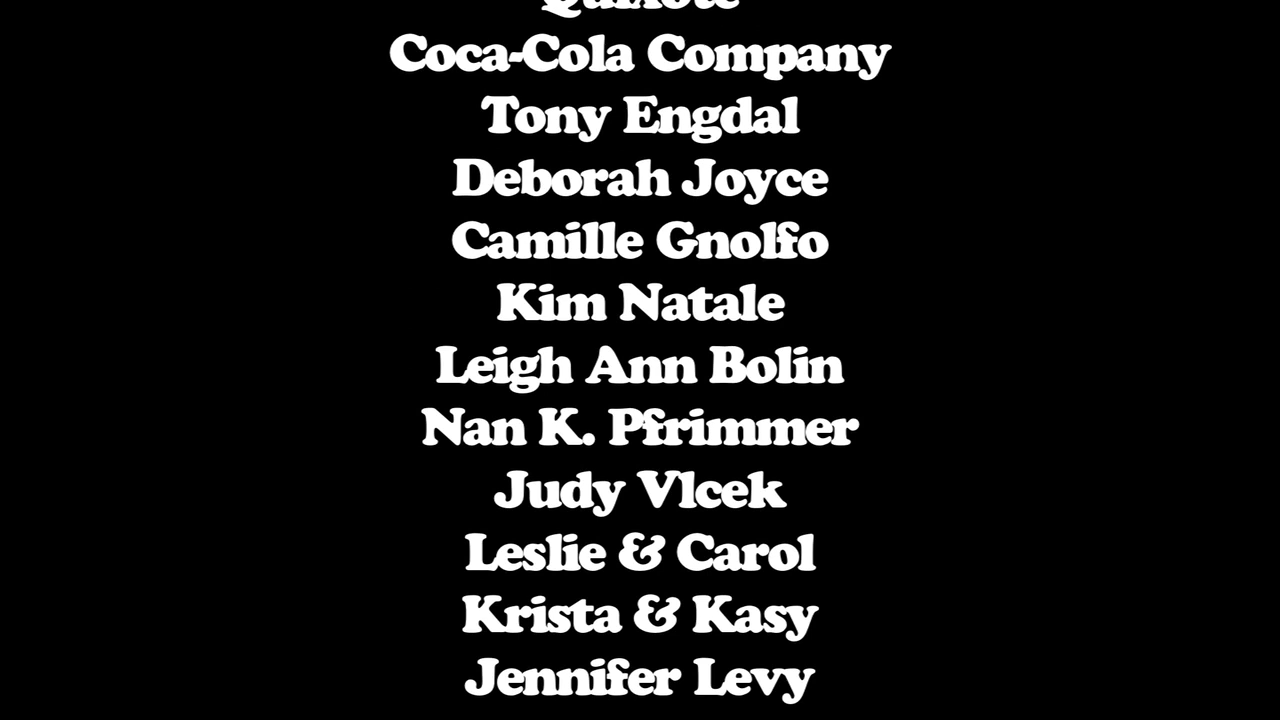 Quixote
Coca-Cola Company
Tony Engdal
Deborah Joyce
Camille Gnolfo
Kim Natale
Leigh Ann Bolin
Nan K. Pfrimmer
Judy Vlcek
Leslie & Carol
Krista & Kasy
Jennifer Levy